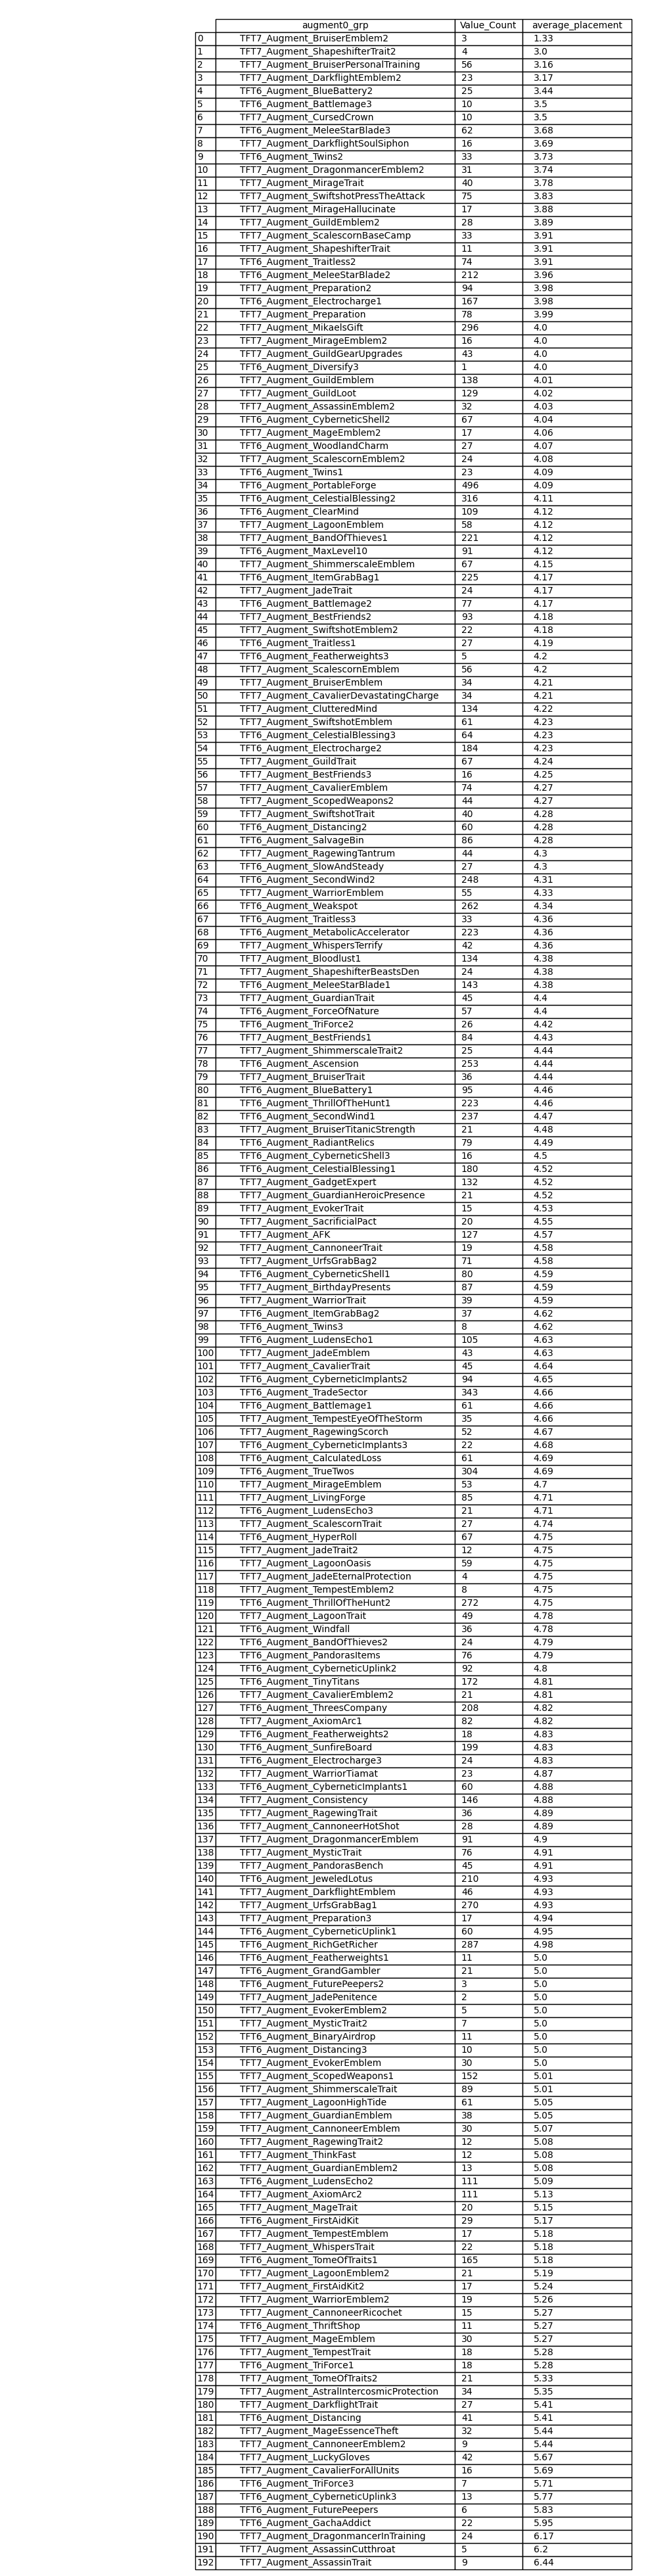 augment0_grp Value_Count average_placement
0 TFT7_Augment_BruiserEmblem2 3 1.33
1 TFT7_Augment_ShapeshifterTrait2 4 3.0
2 TFT7_Augment_BruiserPersonalTraining 56 3.16
3 TFT7_Augment_DarkflightEmblem2 23 3.17
4 TFT6_Augment_BlueBattery2 25 3.44
5 TFT6_Augment_Battlemage3 10 3.5
6 TFT7_Augment_CursedCrown 10 3.5
7 TFT6_Augment_MeleeStarBlade3 62 3.68
8 TFT7_Augment_DarkflightSoulSiphon 16 3.69
9 TFT6_Augment_Twins2 33 3.73
10 TFT7_Augment_DragonmancerEmblem2 31 3.74
11 TFT7_Augment_MirageTrait 40 3.78
12 TFT7_Augment_SwiftshotPressTheAttack 75 3.83
13 TFT7_Augment_MirageHallucinate 17 3.88
14 TFT7_Augment_GuildEmblem2 28 3.89
15 TFT7_Augment_ScalescornBaseCamp 33 3.91
16 TFT7_Augment_ShapeshifterTrait 11 3.91
17 TFT6_Augment_Traitless2 74 3.91
18 TFT6_Augment_MeleeStarBlade2 212 3.96
19 TFT7_Augment_Preparation2 94 3.98
20 TFT6_Augment_Electrocharge1 167 3.98
21 TFT7_Augment_Preparation 78 3.99
22 TFT7_Augment_MikaelsGift 296 4.0
23 TFT7_Augment_MirageEmblem2 16 4.0
24 TFT7_Augment_GuildGearUpgrades 43 4.0
25 TFT6_Augment_Diversify3 1 4.0
26 TFT7_Augment_GuildEmblem 138 4.01
27 TFT7_Augment_GuildLoot 129 4.02
28 TFT7_Augment_AssassinEmblem2 32 4.03
29 TFT6_Augment_CyberneticShell2 67 4.04
30 TFT7_Augment_MageEmblem2 17 4.06
31 TFT6_Augment_WoodlandCharm 27 4.07
32 TFT7_Augment_ScalescornEmblem2 24 4.08
33 TFT6_Augment_Twins1 23 4.09
34 TFT6_Augment_PortableForge 496 4.09
35 TFT6_Augment_CelestialBlessing2 316 4.11
36 TFT6_Augment_ClearMind 109 4.12
37 TFT7_Augment_LagoonEmblem 58 4.12
38 TFT7_Augment_BandOfThieves1 221 4.12
39 TFT6_Augment_MaxLevel10 91 4.12
40 TFT7_Augment_ShimmerscaleEmblem 67 4.15
41 TFT6_Augment_ItemGrabBag1 225 4.17
42 TFT7_Augment_JadeTrait 24 4.17
43 TFT6_Augment_Battlemage2 77 4.17
44 TFT7_Augment_BestFriends2 93 4.18
45 TFT7_Augment_SwiftshotEmblem2 22 4.18
46 TFT6_Augment_Traitless1 27 4.19
47 TFT6_Augment_Featherweights3 5 4.2
48 TFT7_Augment_ScalescornEmblem 56 4.2
49 TFT7_Augment_BruiserEmblem 34 4.21
50 TFT7_Augment_CavalierDevastatingCharge 34 4.21
51 TFT7_Augment_ClutteredMind 134 4.22
52 TFT7_Augment_SwiftshotEmblem 61 4.23
53 TFT6_Augment_CelestialBlessing3 64 4.23
54 TFT6_Augment_Electrocharge2 184 4.23
55 TFT7_Augment_GuildTrait 67 4.24
56 TFT7_Augment_BestFriends3 16 4.25
57 TFT7_Augment_CavalierEmblem 74 4.27
58 TFT7_Augment_ScopedWeapons2 44 4.27
59 TFT7_Augment_SwiftshotTrait 40 4.28
60 TFT6_Augment_Distancing2 60 4.28
61 TFT6_Augment_SalvageBin 86 4.28
62 TFT7_Augment_RagewingTantrum 44 4.3
63 TFT6_Augment_SlowAndSteady 27 4.3
64 TFT6_Augment_SecondWind2 248 4.31
65 TFT7_Augment_WarriorEmblem 55 4.33
66 TFT6_Augment_Weakspot 262 4.34
67 TFT6_Augment_Traitless3 33 4.36
68 TFT6_Augment_MetabolicAccelerator 223 4.36
69 TFT7_Augment_WhispersTerrify 42 4.36
70 TFT7_Augment_Bloodlust1 134 4.38
71 TFT7_Augment_ShapeshifterBeastsDen 24 4.38
72 TFT6_Augment_MeleeStarBlade1 143 4.38
73 TFT7_Augment_GuardianTrait 45 4.4
74 TFT6_Augment_ForceOfNature 57 4.4
75 TFT6_Augment_TriForce2 26 4.42
76 TFT7_Augment_BestFriends1 84 4.43
77 TFT7_Augment_ShimmerscaleTrait2 25 4.44
78 TFT6_Augment_Ascension 253 4.44
79 TFT7_Augment_BruiserTrait 36 4.44
80 TFT6_Augment_BlueBattery1 95 4.46
81 TFT6_Augment_ThrillOfTheHunt1 223 4.46
82 TFT6_Augment_SecondWind1 237 4.47
83 TFT7_Augment_BruiserTitanicStrength 21 4.48
84 TFT6_Augment_RadiantRelics 79 4.49
85 TFT6_Augment_CyberneticShell3 16 4.5
86 TFT6_Augment_CelestialBlessing1 180 4.52
87 TFT7_Augment_GadgetExpert 132 4.52
88 TFT7_Augment_GuardianHeroicPresence 21 4.52
89 TFT7_Augment_EvokerTrait 15 4.53
90 TFT7_Augment_SacrificialPact 20 4.55
91 TFT7_Augment_AFK 127 4.57
92 TFT7_Augment_CannoneerTrait 19 4.58
93 TFT7_Augment_UrfsGrabBag2 71 4.58
94 TFT6_Augment_CyberneticShell1 80 4.59
95 TFT7_Augment_BirthdayPresents 87 4.59
96 TFT7_Augment_WarriorTrait 39 4.59
97 TFT6_Augment_ItemGrabBag2 37 4.62
98 TFT6_Augment_Twins3 8 4.62
99 TFT6_Augment_LudensEcho1 105 4.63
100 TFT7_Augment_JadeEmblem 43 4.63
101 TFT7_Augment_CavalierTrait 45 4.64
102 TFT6_Augment_CyberneticImplants2 94 4.65
103 TFT6_Augment_TradeSector 343 4.66
104 TFT6_Augment_Battlemage1 61 4.66
105 TFT7_Augment_TempestEyeOfTheStorm 35 4.66
106 TFT7_Augment_RagewingScorch 52 4.67
107 TFT6_Augment_CyberneticImplants3 22 4.68
108 TFT6_Augment_CalculatedLoss 61 4.69
109 TFT6_Augment_TrueTwos 304 4.69
110 TFT7_Augment_MirageEmblem 53 4.7
111 TFT7_Augment_LivingForge 85 4.71
112 TFT6_Augment_LudensEcho3 21 4.71
113 TFT7_Augment_ScalescornTrait 27 4.74
114 TFT6_Augment_HyperRoll 67 4.75
115 TFT7_Augment_JadeTrait2 12 4.75
116 TFT7_Augment_LagoonOasis 59 4.75
117 TFT7_Augment_JadeEternalProtection 4 4.75
118 TFT7_Augment_TempestEmblem2 8 4.75
119 TFT6_Augment_ThrillOfTheHunt2 272 4.75
120 TFT7_Augment_LagoonTrait 49 4.78
121 TFT6_Augment_Windfall 36 4.78
122 TFT7_Augment_BandOfThieves2 24 4.79
123 TFT6_Augment_PandorasItems 76 4.79
124 TFT6_Augment_CyberneticUplink2 92 4.8
125 TFT6_Augment_TinyTitans 172 4.81
126 TFT7_Augment_CavalierEmblem2 21 4.81
127 TFT6_Augment_ThreesCompany 208 4.82
128 TFT7_Augment_AxiomArc1 82 4.82
129 TFT6_Augment_Featherweights2 18 4.83
130 TFT6_Augment_SunfireBoard 199 4.83
131 TFT6_Augment_Electrocharge3 24 4.83
132 TFT7_Augment_WarriorTiamat 23 4.87
133 TFT6_Augment_CyberneticImplants1 60 4.88
134 TFT7_Augment_Consistency 146 4.88
135 TFT7_Augment_RagewingTrait 36 4.89
136 TFT7_Augment_CannoneerHotShot 28 4.89
137 TFT7_Augment_DragonmancerEmblem 91 4.9
138 TFT7_Augment_MysticTrait 76 4.91
139 TFT7_Augment_PandorasBench 45 4.91
140 TFT6_Augment_JeweledLotus 210 4.93
141 TFT7_Augment_DarkflightEmblem 46 4.93
142 TFT7_Augment_UrfsGrabBag1 270 4.93
143 TFT7_Augment_Preparation3 17 4.94
144 TFT6_Augment_CyberneticUplink1 60 4.95
145 TFT6_Augment_RichGetRicher 287 4.98
146 TFT6_Augment_Featherweights1 11 5.0
147 TFT6_Augment_GrandGambler 21 5.0
148 TFT7_Augment_FuturePeepers2 3 5.0
149 TFT7_Augment_JadePenitence 2 5.0
150 TFT7_Augment_EvokerEmblem2 5 5.0
151 TFT7_Augment_MysticTrait2 7 5.0
152 TFT6_Augment_BinaryAirdrop 11 5.0
153 TFT6_Augment_Distancing3 10 5.0
154 TFT7_Augment_EvokerEmblem 30 5.0
155 TFT7_Augment_ScopedWeapons1 152 5.01
156 TFT7_Augment_ShimmerscaleTrait 89 5.01
157 TFT7_Augment_LagoonHighTide 61 5.05
158 TFT7_Augment_GuardianEmblem 38 5.05
159 TFT7_Augment_CannoneerEmblem 30 5.07
160 TFT7_Augment_RagewingTrait2 12 5.08
161 TFT7_Augment_ThinkFast 12 5.08
162 TFT7_Augment_GuardianEmblem2 13 5.08
163 TFT6_Augment_LudensEcho2 111 5.09
164 TFT7_Augment_AxiomArc2 111 5.13
165 TFT7_Augment_MageTrait 20 5.15
166 TFT6_Augment_FirstAidKit 29 5.17
167 TFT7_Augment_TempestEmblem 17 5.18
168 TFT7_Augment_WhispersTrait 22 5.18
169 TFT6_Augment_TomeOfTraits1 165 5.18
170 TFT7_Augment_LagoonEmblem2 21 5.19
171 TFT7_Augment_FirstAidKit2 17 5.24
172 TFT7_Augment_WarriorEmblem2 19 5.26
173 TFT7_Augment_CannoneerRicochet 15 5.27
174 TFT6_Augment_ThriftShop 11 5.27
175 TFT7_Augment_MageEmblem 30 5.27
176 TFT7_Augment_TempestTrait 18 5.28
177 TFT6_Augment_TriForce1 18 5.28
178 TFT7_Augment_TomeOfTraits2 21 5.33
179 TFT7_Augment_AstralIntercosmicProtection 34 5.35
180 TFT7_Augment_DarkflightTrait 27 5.41
181 TFT6_Augment_Distancing 41 5.41
182 TFT7_Augment_MageEssenceTheft 32 5.44
183 TFT7_Augment_CannoneerEmblem2 9 5.44
184 TFT7_Augment_LuckyGloves 42 5.67
185 TFT7_Augment_CavalierForAllUnits 16 5.69
186 TFT6_Augment_TriForce3 7 5.71
187 TFT6_Augment_CyberneticUplink3 13 5.77
188 TFT7_Augment_FuturePeepers 6 5.83
189 TFT6_Augment_GachaAddict 22 5.95
190 TFT7_Augment_DragonmancerInTraining 24 6.17
191 TFT7_Augment_AssassinCutthroat 5 6.2
192 TFT7_Augment_AssassinTrait 9 6.44